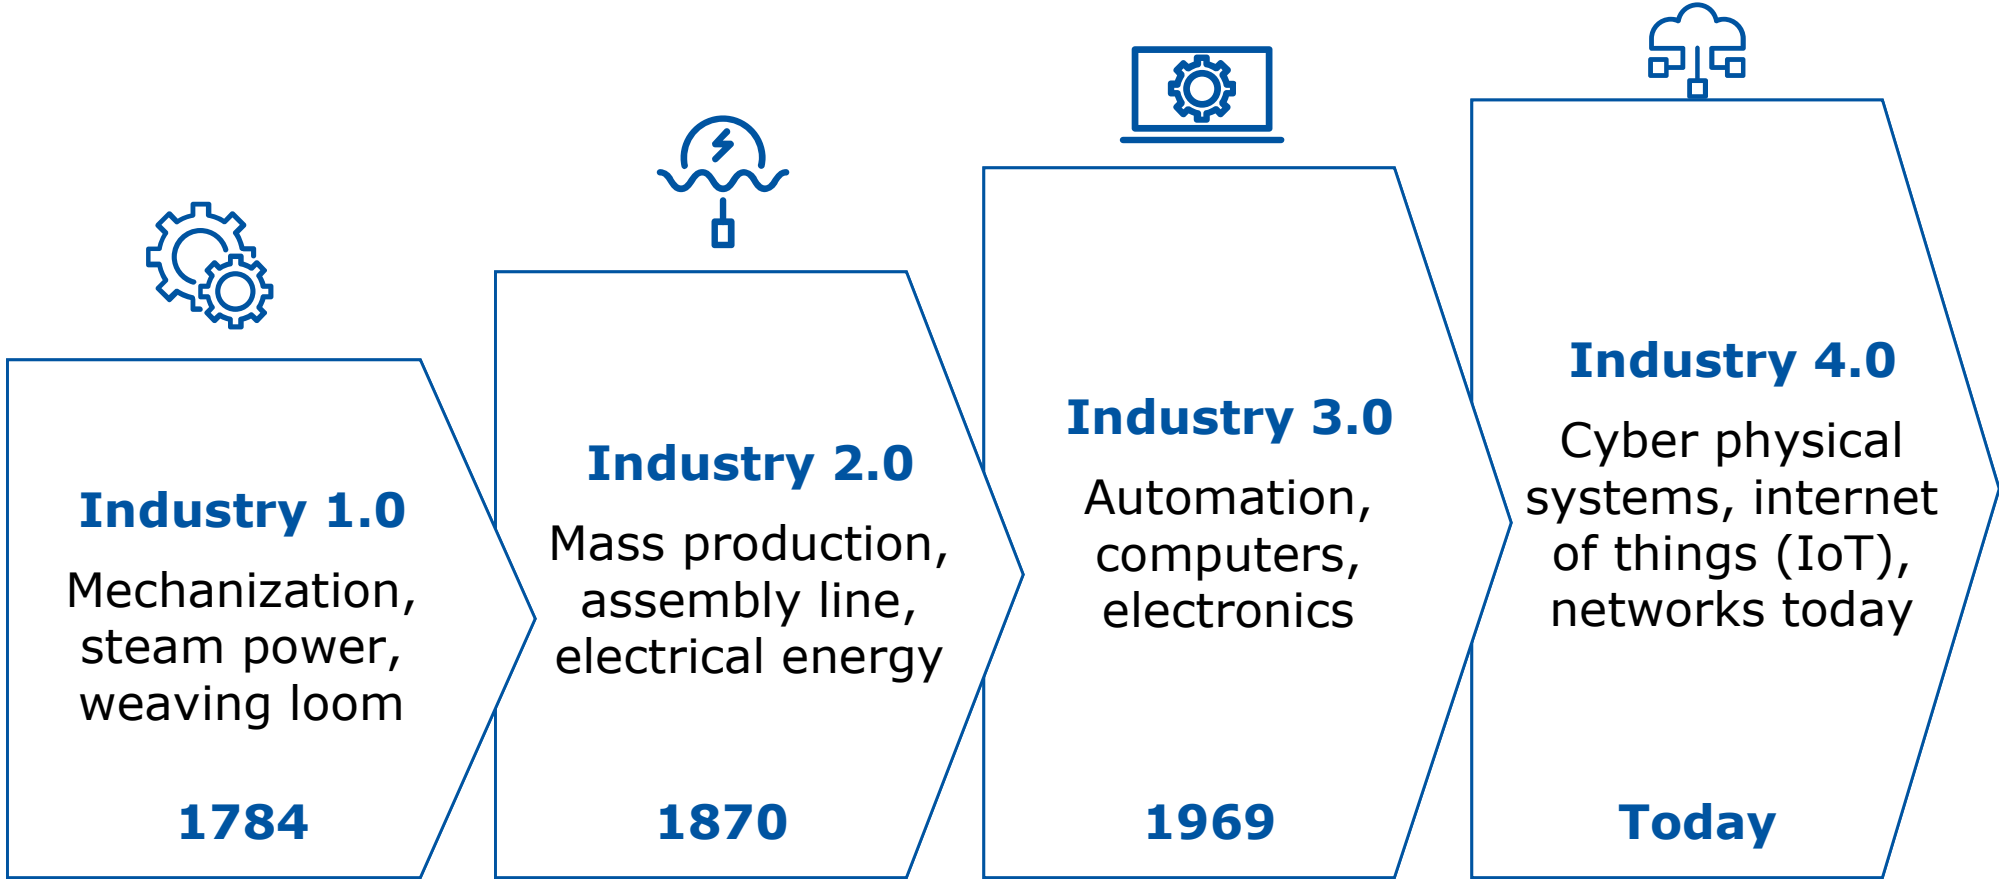 Industry 1.0
Mechanization,
steam power,
weaving loom
1784
Industry 2.0
Mass production,
assembly line,
electrical energy
1870
Industry 3.0
Automation,
computers,
electronics
1969
Industry 4.0
Cyber physical
systems, internet
of things (IoT),
networks today
Today